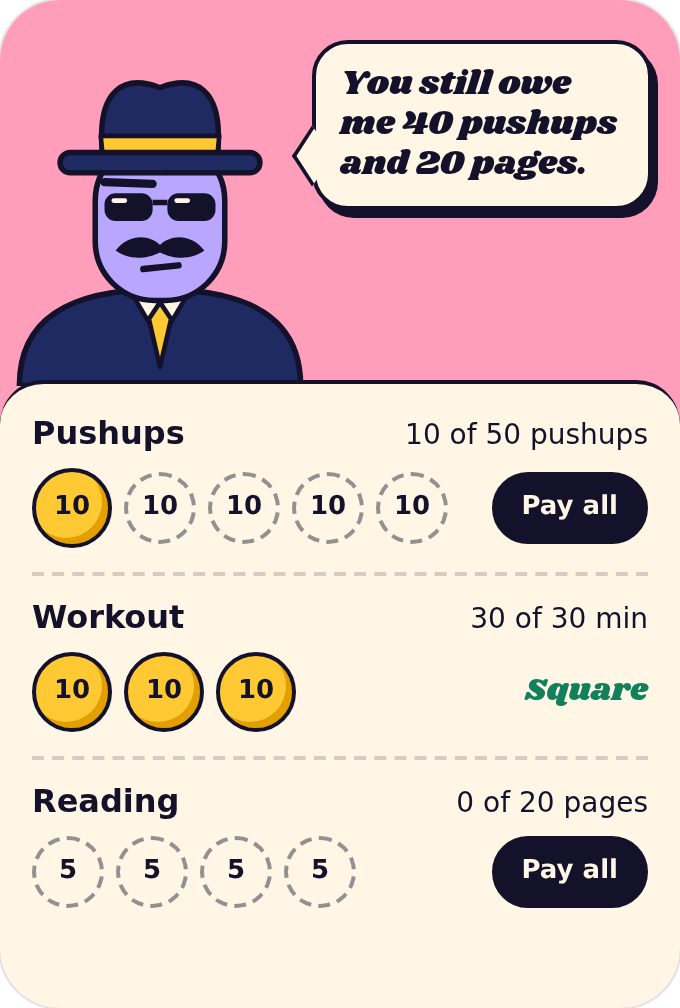 You still owe
me 40 pushups
and 20 pages.
Pushups
10 of 50 pushups
10 10 10 10 10
Pay all
Workout
30 of 30 min
10 10 10
Square
Reading
0 of 20 pages
5 5 5 5
Pay all